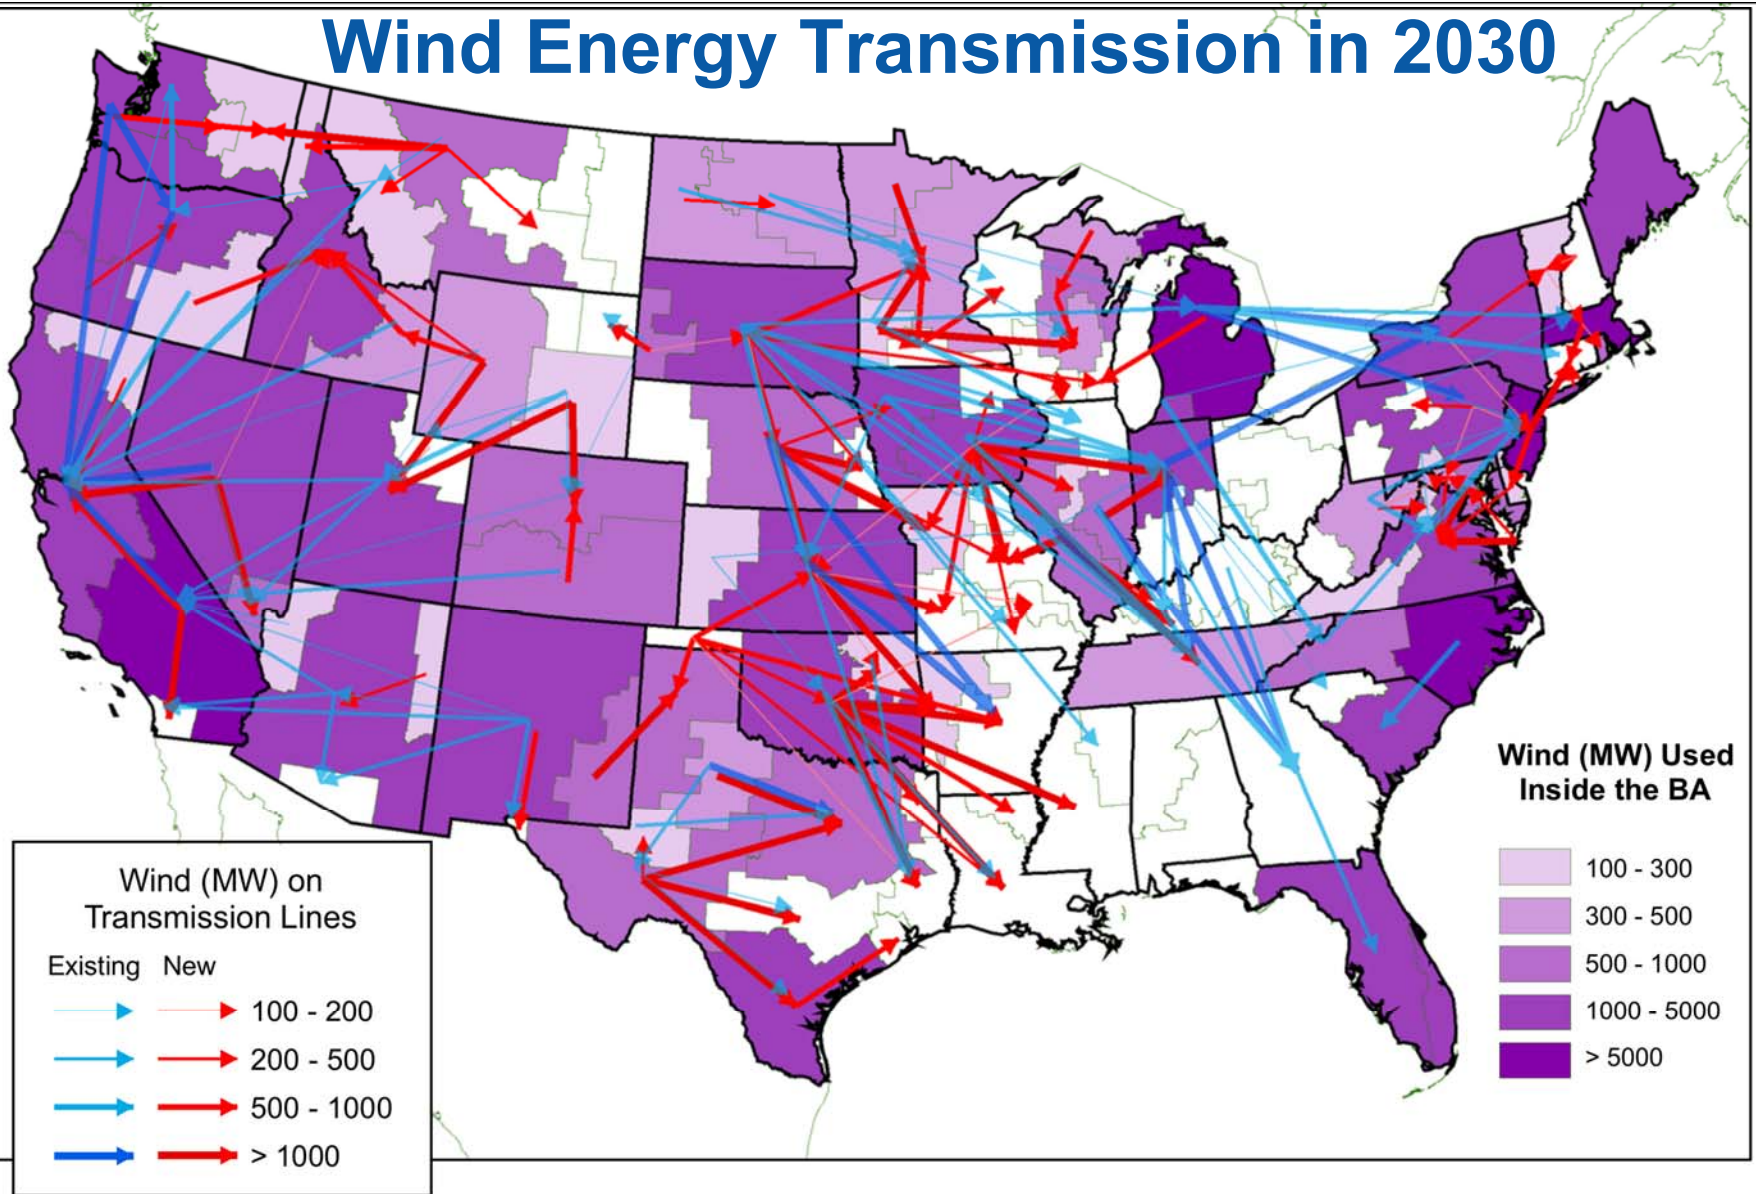 Wind Energy Transmission in 2030
Wind (MW) Used
Inside the BA
100 - 300
300 - 500
500 - 1000
1000 - 5000
> 5000
Wind (MW) on
Transmission Lines
Existing New
100 - 200
200 - 500
500 - 1000
> 1000